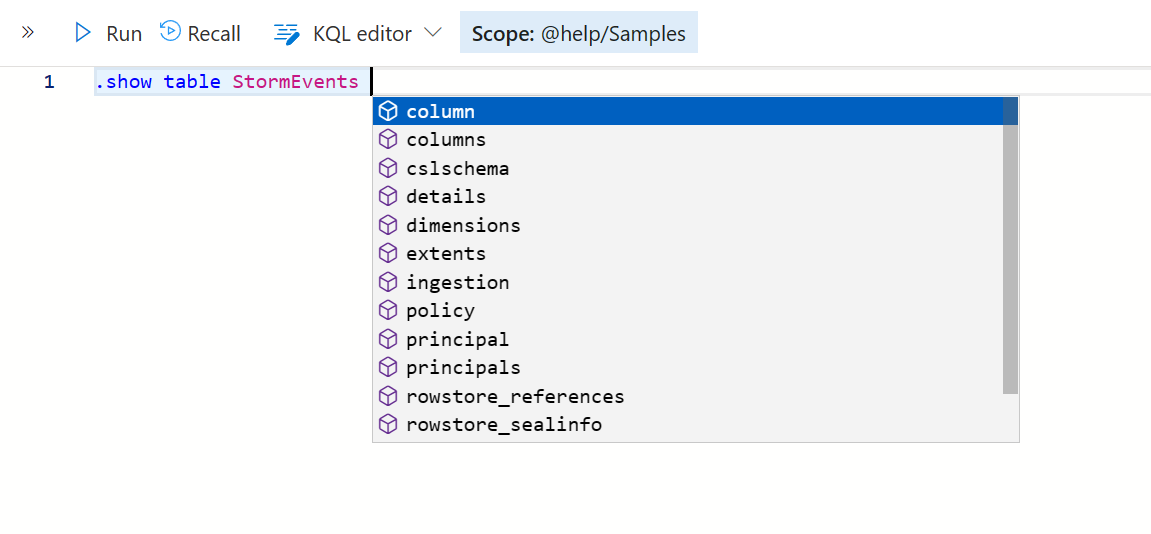 Run Recall KQL editor Scope: @help/Samples
1 .show table StormEvents
column
columns
cslschema
details
dimensions
extents
ingestion
policy
principal
principals
rowstore_references
rowstore_sealinfo